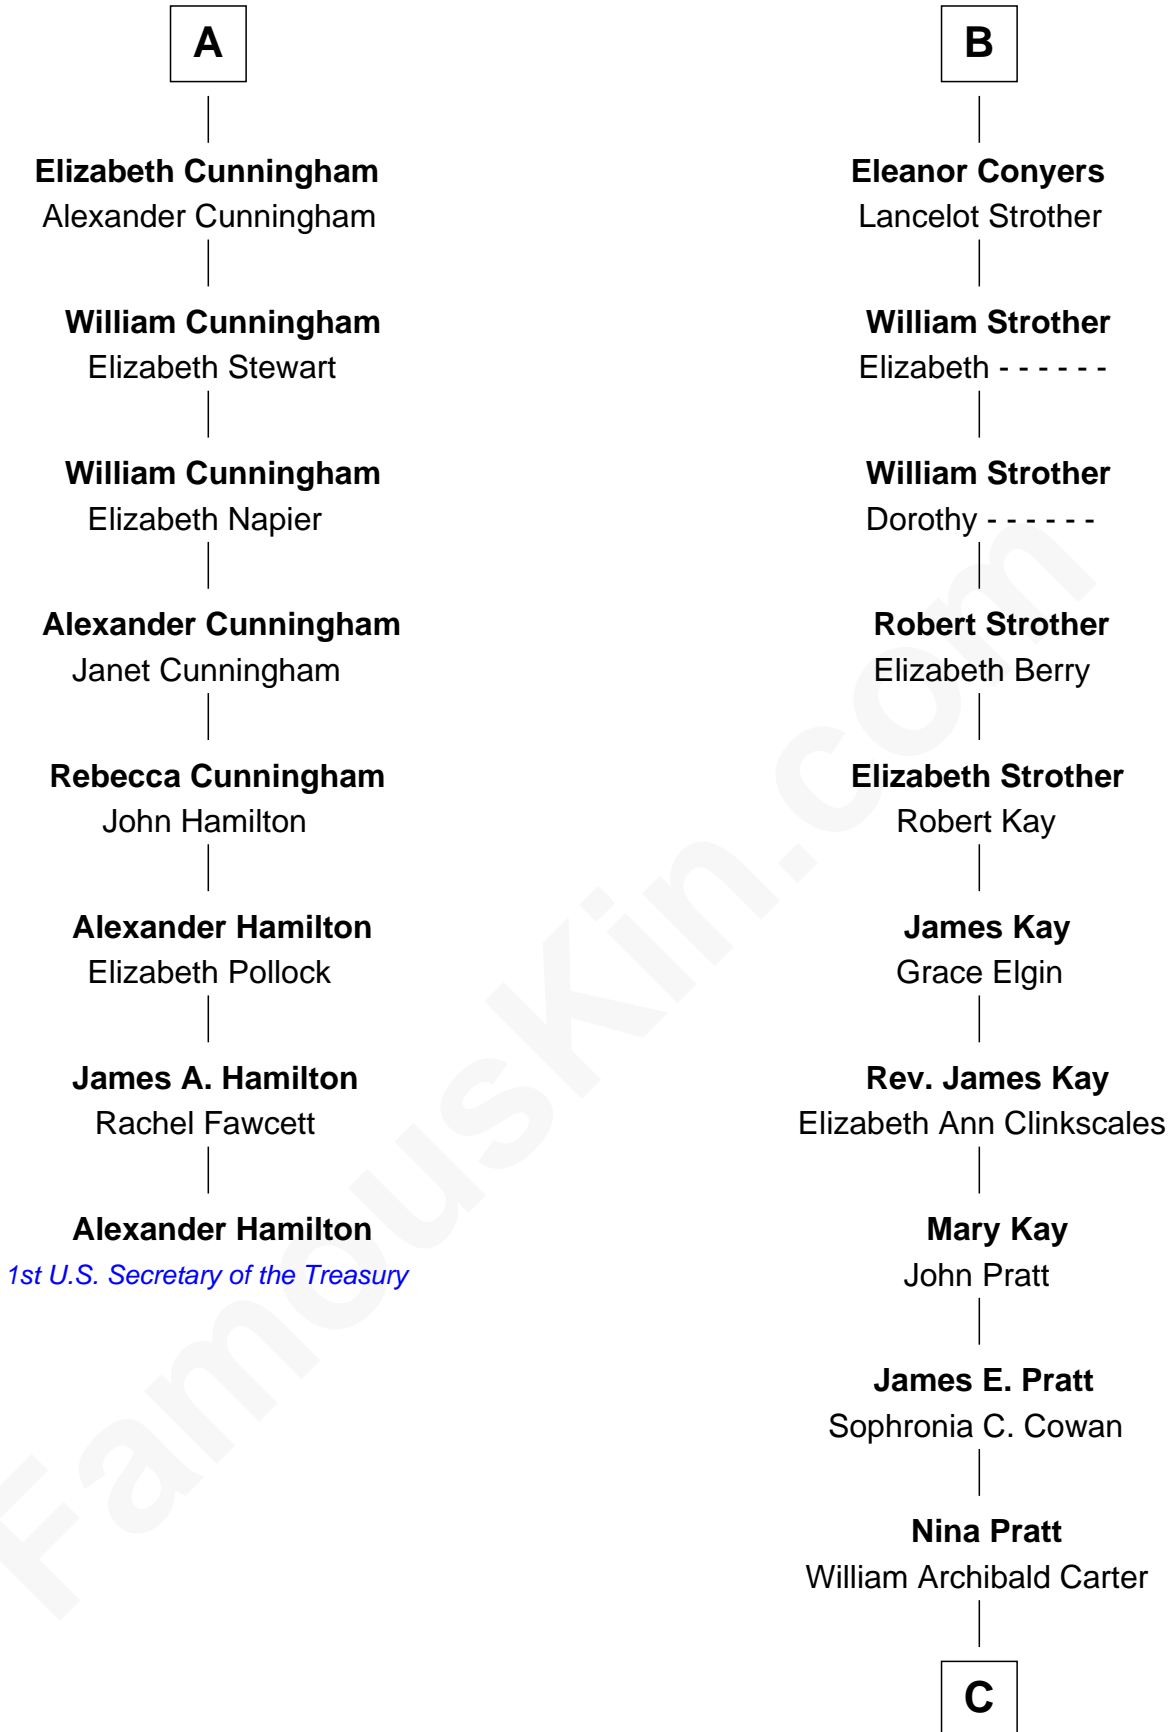 A
Elizabeth Cunningham
Alexander Cunningham
William Cunningham
Elizabeth Stewart
William Cunningham
Elizabeth Napier
Alexander Cunningham
Janet Cunningham
Rebecca Cunningham
John Hamilton
Alexander Hamilton
Elizabeth Pollock
James A. Hamilton
Rachel Fawcett
Alexander Hamilton
1st U.S. Secretary of the Treasury
B
Eleanor Conyers
Lancelot Strother
William Strother
Elizabeth - - - - - -
William Strother
Dorothy - - - - - -
Robert Strother
Elizabeth Berry
Elizabeth Strother
Robert Kay
James Kay
Grace Elgin
Rev. James Kay
Elizabeth Ann Clinkscales
Mary Kay
John Pratt
James E. Pratt
Sophronia C. Cowan
Nina Pratt
William Archibald Carter
C
FamousKin.com